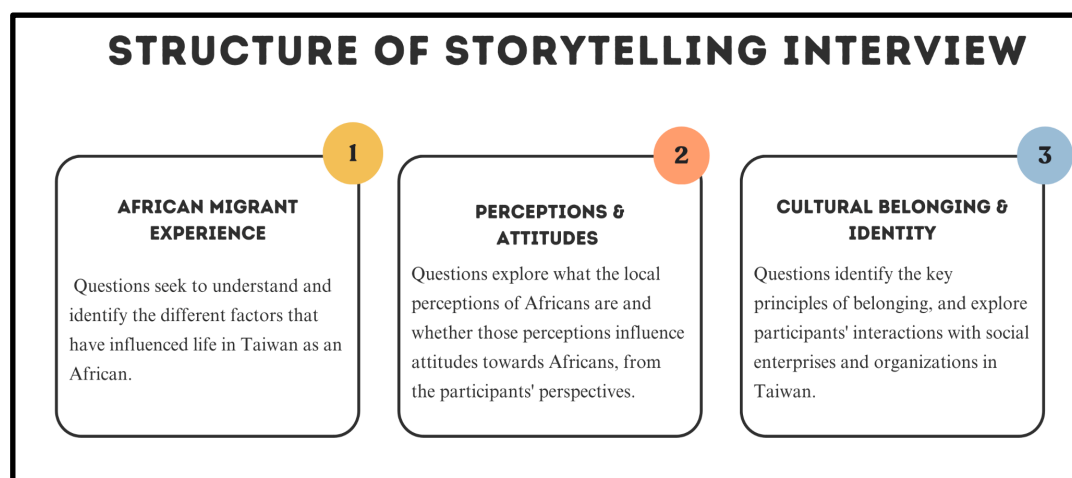 STRUCTURE OF STORYTELLING INTERVIEW
1
AFRICAN MIGRANT
EXPERIENCE
Questions seek to understand and
identify the different factors that
have influenced life in Taiwan as an
African.
2
PERCEPTIONS &
ATTITUDES
Questions explore what the local
perceptions of Africans are and
whether those perceptions influence
attitudes towards Africans, from
the participants' perspectives.
3
CULTURAL BELONGING &
IDENTITY
Questions identify the key
principles of belonging, and explore
participants' interactions with social
enterprises and organizations in
Taiwan.